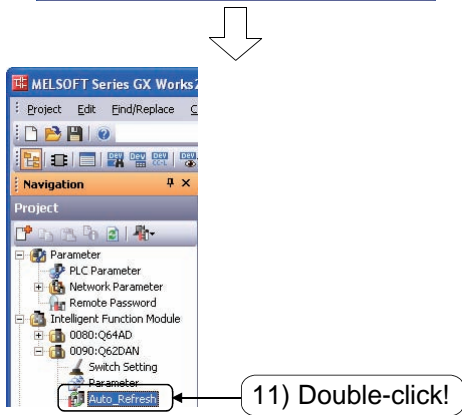 MELSOFT Series GX Works2
Project Edit Find/Replace C
Navigation
Project
Parameter
PLC Parameter
Network Parameter
Remote Password
Intelligent Function Module
0080:Q64AD
0090:Q62DAN
Switch Setting
Parameter
Auto_Refresh
11) Double-click!